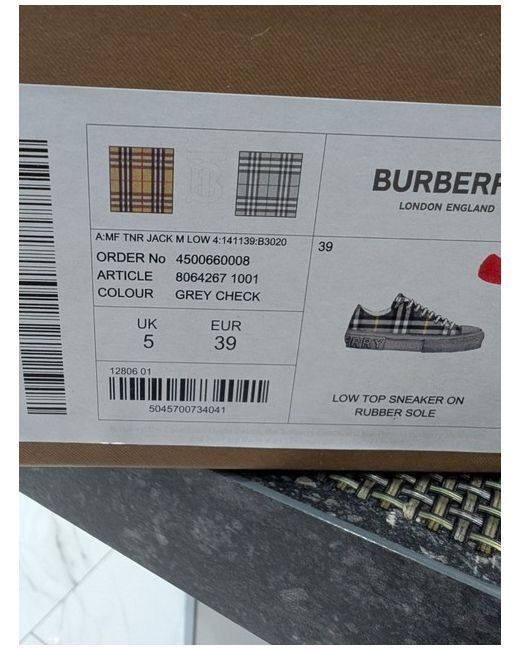 BURBERR
LONDON ENGLAND
A:MF TNR JACK M LOW 4:141139:B3020
ORDER No 4500660008
ARTICLE 8064267 1001
COLOUR GREY CHECK
39
UK EUR
5 39
RRY
12806 01
5045700734041
LOW TOP SNEAKER ON
RUBBER SOLE